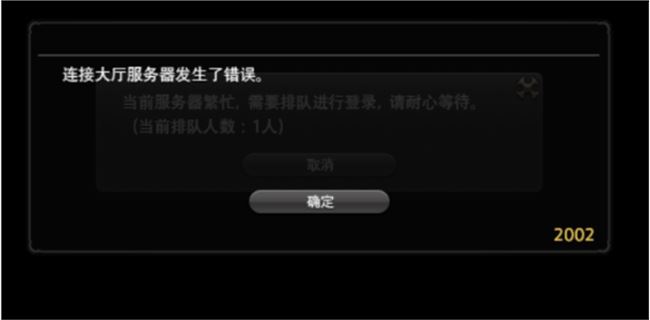 连接大厅服务器发生了错误。
当前服务器繁忙，需要排队进行登录，请耐心等待。
（当前排队人数：1人）
取消
确定
2002